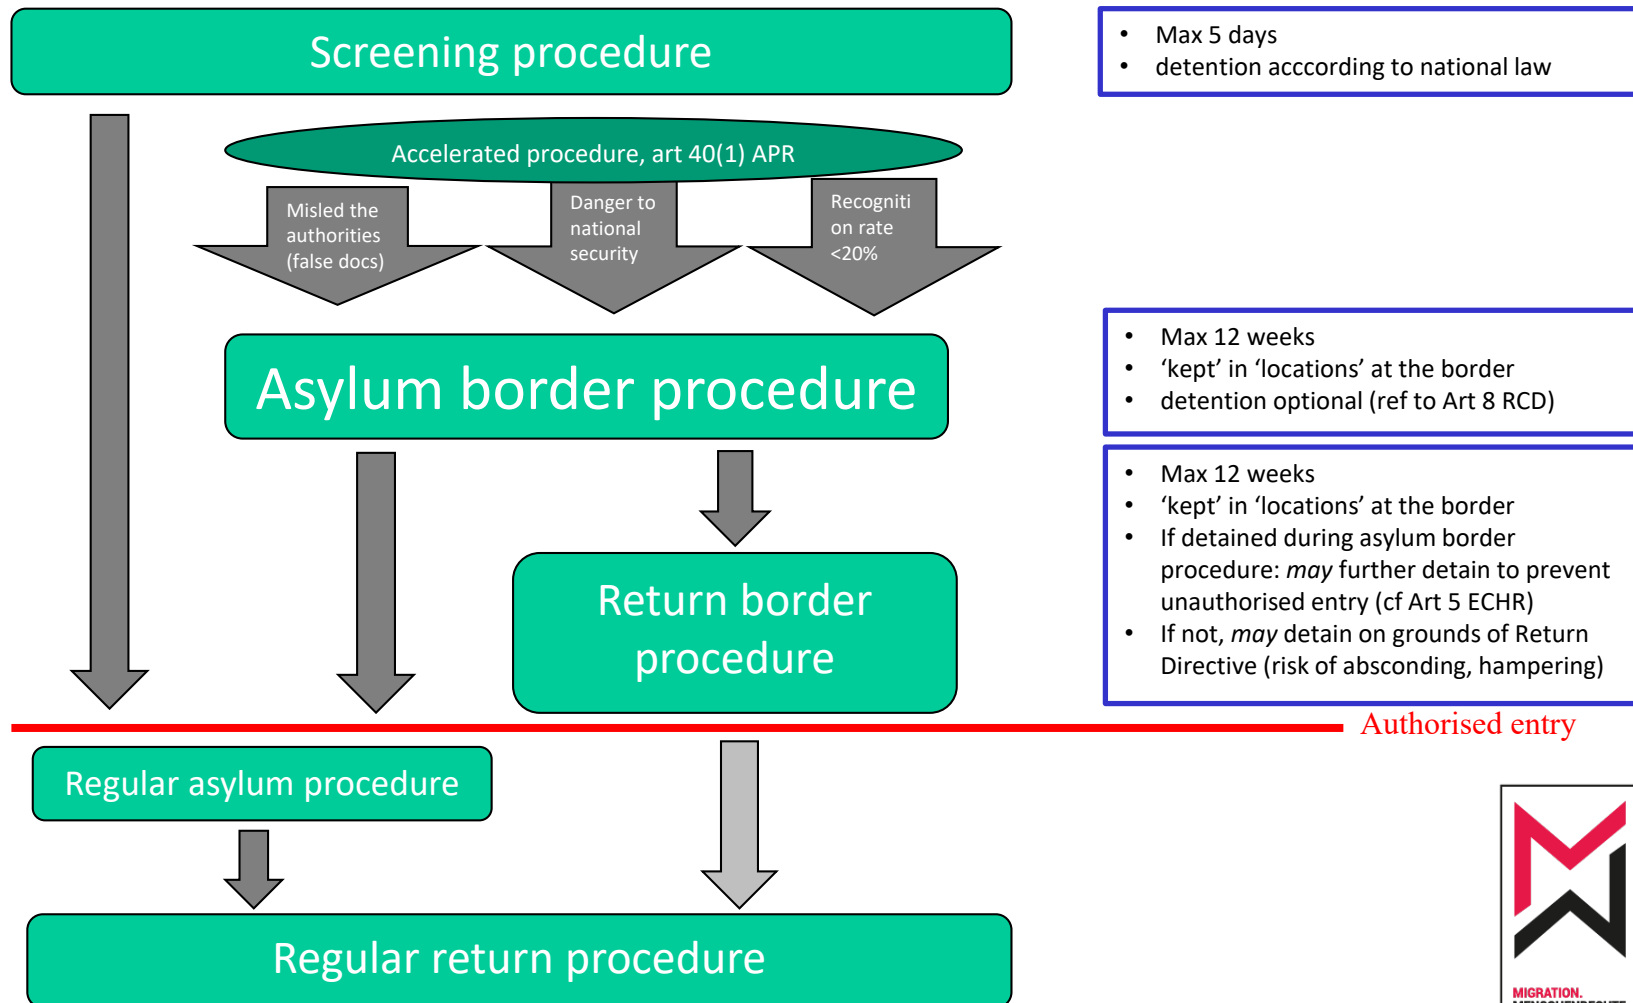 Screening procedure
• Max 5 days
• detention acccording to national law
Accelerated procedure, art 40(1) APR
Misled the
authorities
(false docs)
Danger to
national
security
Recogniti
on rate
<20%
Asylum border procedure
• Max 12 weeks
• ‘kept’ in ‘locations’ at the border
• detention optional (ref to Art 8 RCD)
Return border
procedure
• Max 12 weeks
• ‘kept’ in ‘locations’ at the border
• If detained during asylum border
procedure: may further detain to prevent
unauthorised entry (cf Art 5 ECHR)
• If not, may detain on grounds of Return
Directive (risk of absconding, hampering)
Authorised entry
Regular asylum procedure
Regular return procedure
MIGRATION.